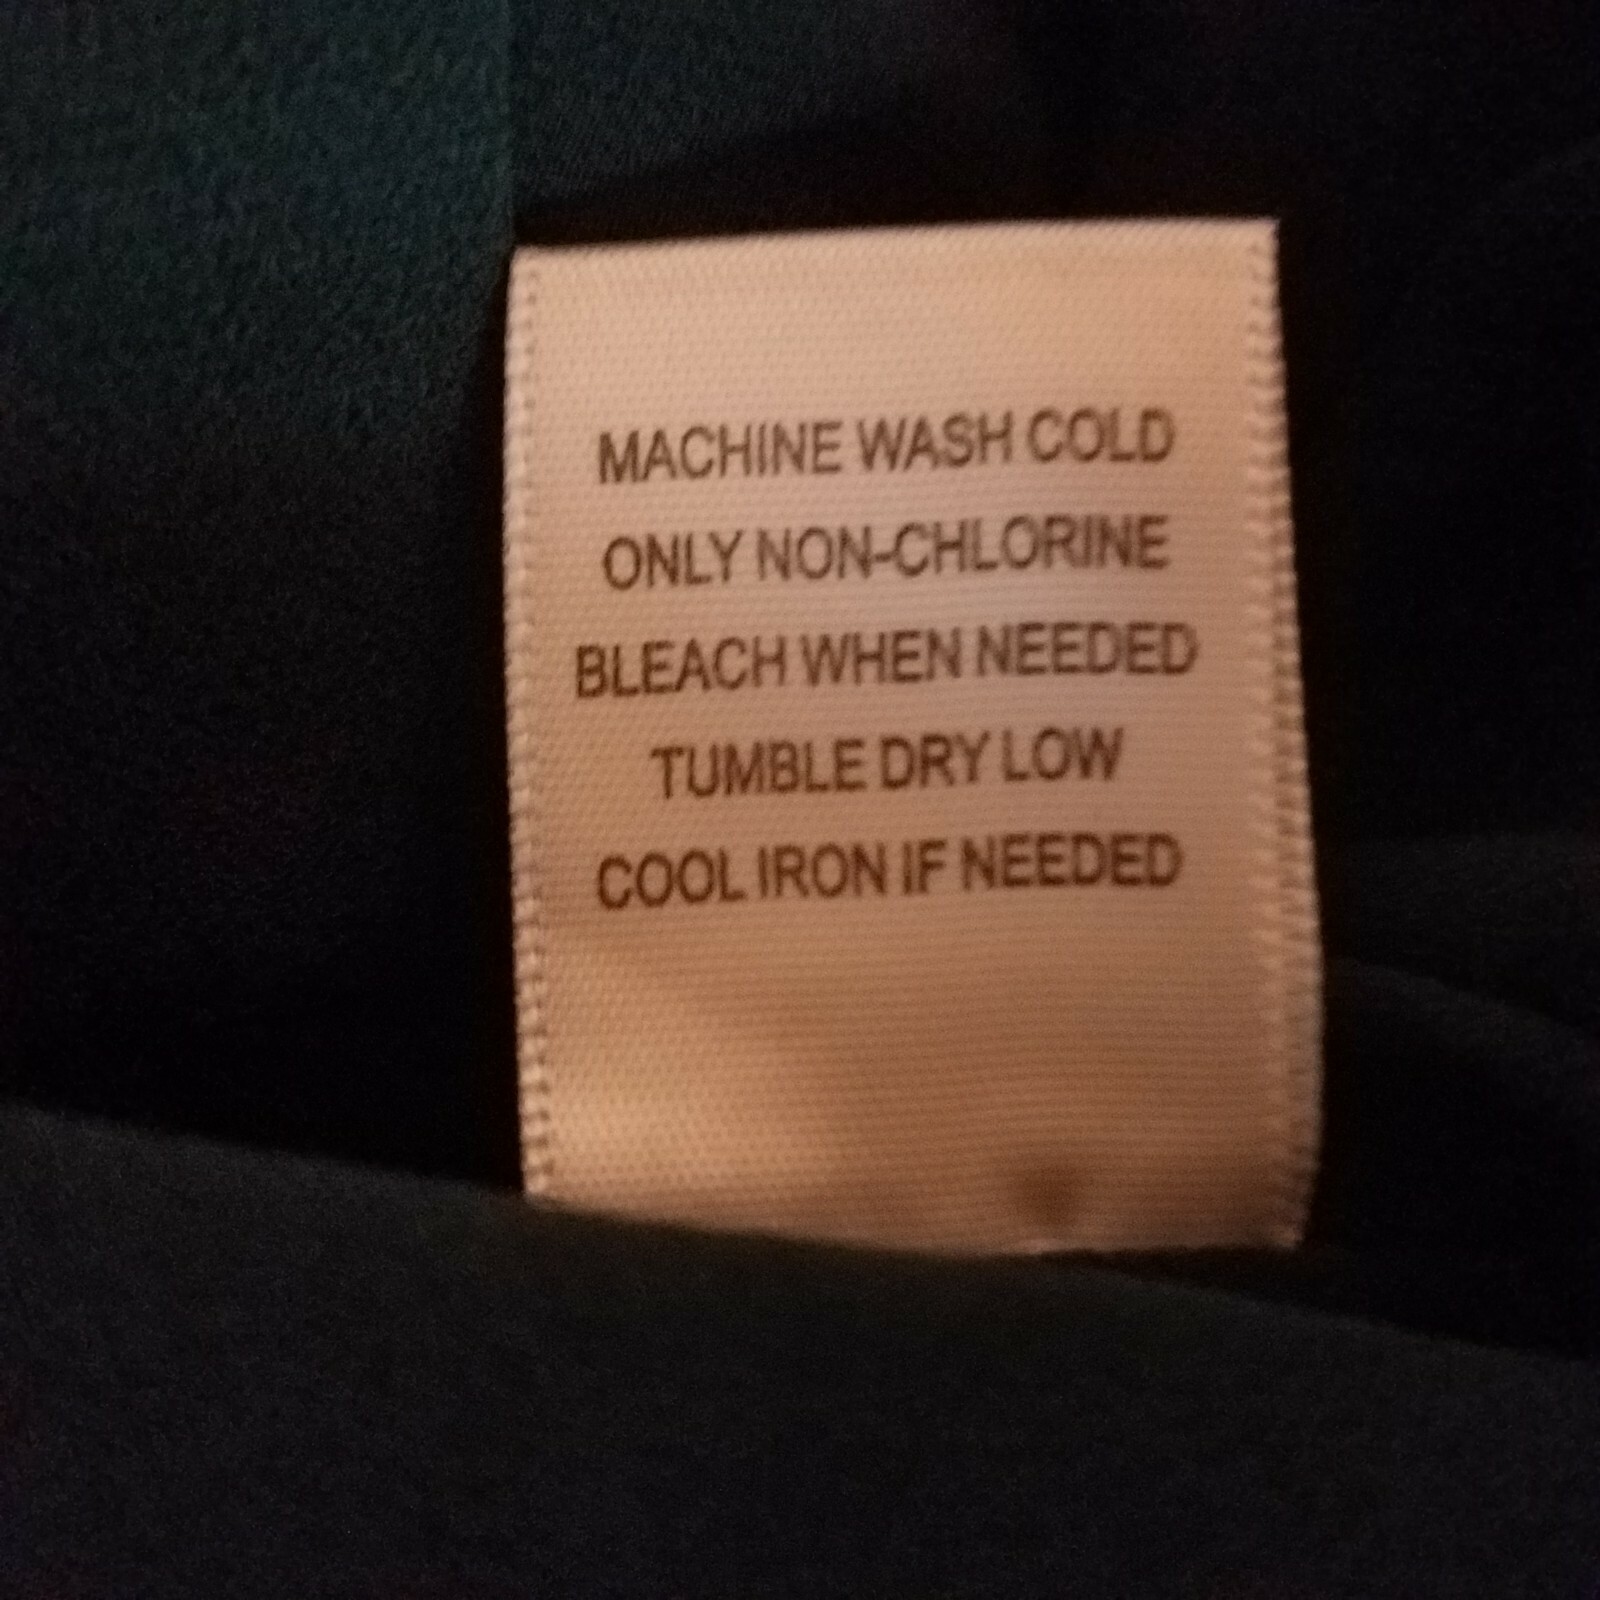 MACHINE WASH COLD
ONLY NON-CHLORINE
BLEACH WHEN NEEDED
TUMBLE DRY LOW
COOL IRON IF NEEDED